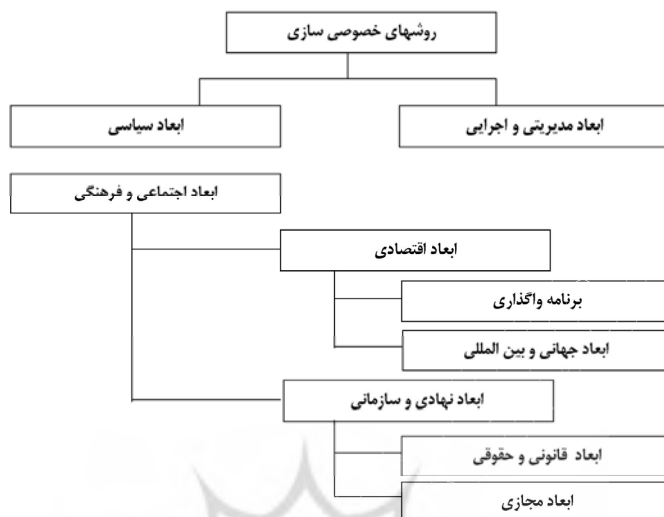 روشهای خصوصی سازی
ابعاد مدیریتی و اجرایی
ابعاد سیاسی
ابعاد اجتماعی و فرهنگی
ابعاد اقتصادی
برنامه واگذاری
ابعاد جهانی و بین المللی
ابعاد نهادی و سازمانی
ابعاد قانونی و حقوقی
ابعاد مجازی